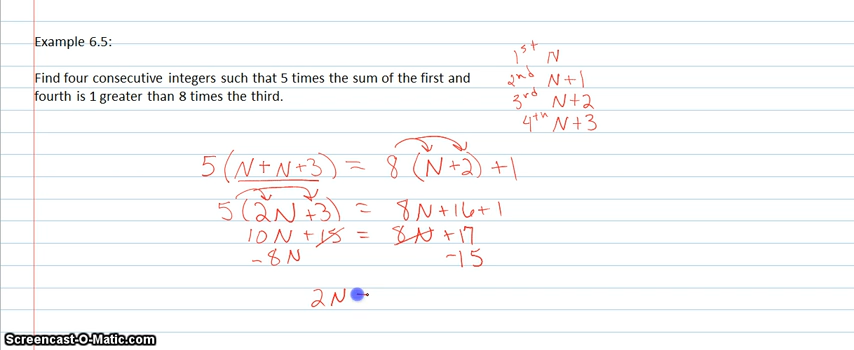 Example 6.5:
Find four consecutive integers such that 5 times the sum of the first and
fourth is 1 greater than 8 times the third.
1st N
2nd N+1
3rd N+2
4th N+3
5(N+N+3) = 8(N+2)+1
5(2N+3) = 8N+16+1
10N+15 = 8N+17
-8N -15
2N
Screencast-O-Matic.com